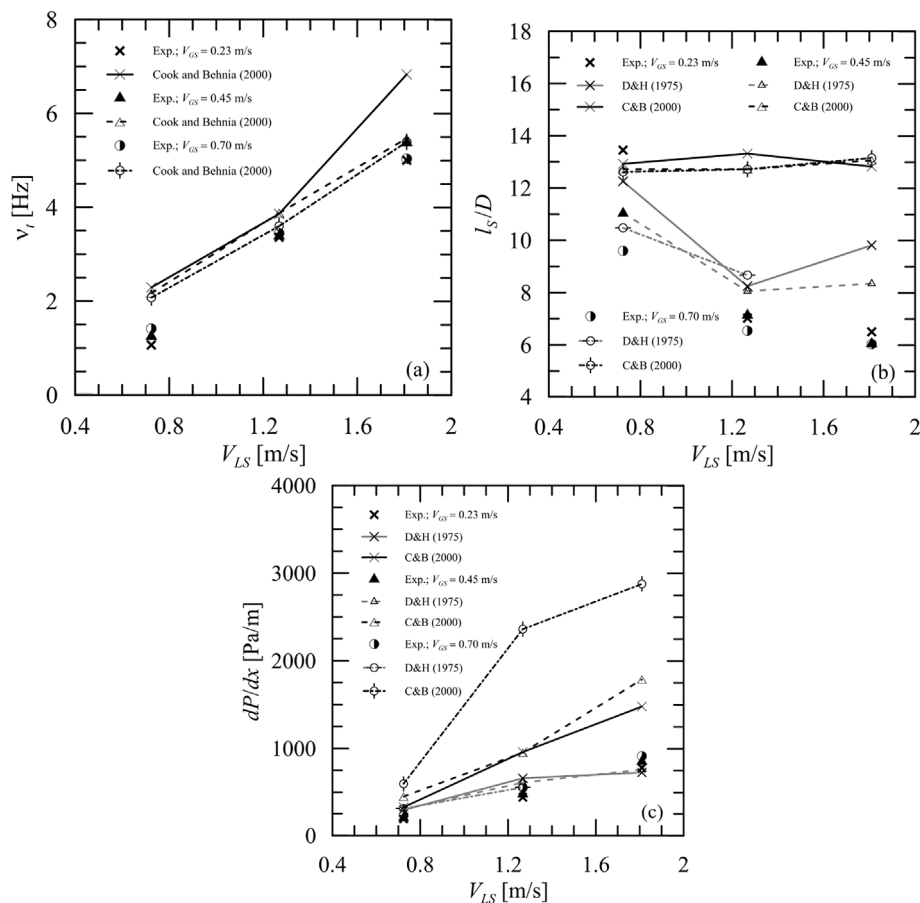 8
6
4
2
0
ν_t [Hz]
Exp.; V_GS = 0.23 m/s
Cook and Behnia (2000)
Exp.; V_GS = 0.45 m/s
Cook and Behnia (2000)
Exp.; V_GS = 0.70 m/s
Cook and Behnia (2000)
(a)
0.4 0.8 1.2 1.6 2
V_LS [m/s]
18
16
14
12
10
8
6
4
l_S/D
Exp.; V_GS = 0.23 m/s
D&H (1975)
C&B (2000)
Exp.; V_GS = 0.45 m/s
D&H (1975)
C&B (2000)
Exp.; V_GS = 0.70 m/s
D&H (1975)
C&B (2000)
(b)
0.4 0.8 1.2 1.6 2
V_LS [m/s]
4000
3000
2000
1000
0
dP/dx [Pa/m]
Exp.; V_GS = 0.23 m/s
D&H (1975)
C&B (2000)
Exp.; V_GS = 0.45 m/s
D&H (1975)
C&B (2000)
Exp.; V_GS = 0.70 m/s
D&H (1975)
C&B (2000)
(c)
0.4 0.8 1.2 1.6 2
V_LS [m/s]